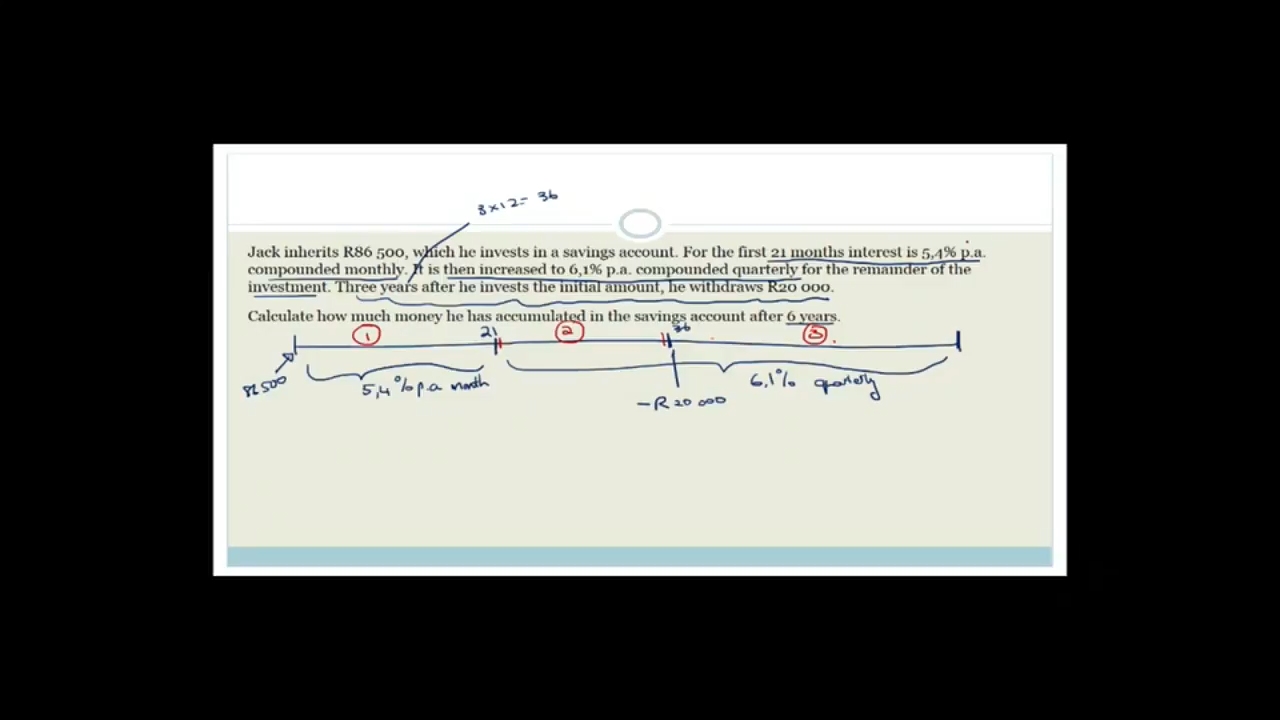 3×12= 36
Jack inherits R86 500, which he invests in a savings account. For the first 21 months interest is 5,4% p.a.
compounded monthly. It is then increased to 6,1% p.a. compounded quarterly for the remainder of the
investment. Three years after he invests the initial amount, he withdraws R20 000.
Calculate how much money he has accumulated in the savings account after 6 years.
1 21 2 36 3
86500 5,4% p.a month 6,1% quarterly
-R 20 000